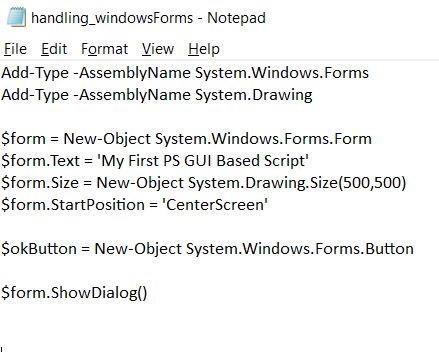 handling_windowsForms - Notepad
File Edit Format View Help
Add-Type -AssemblyName System.Windows.Forms
Add-Type -AssemblyName System.Drawing
$form = New-Object System.Windows.Forms.Form
$form.Text = 'My First PS GUI Based Script'
$form.Size = New-Object System.Drawing.Size(500,500)
$form.StartPosition = 'CenterScreen'
$okButton = New-Object System.Windows.Forms.Button
$form.ShowDialog()